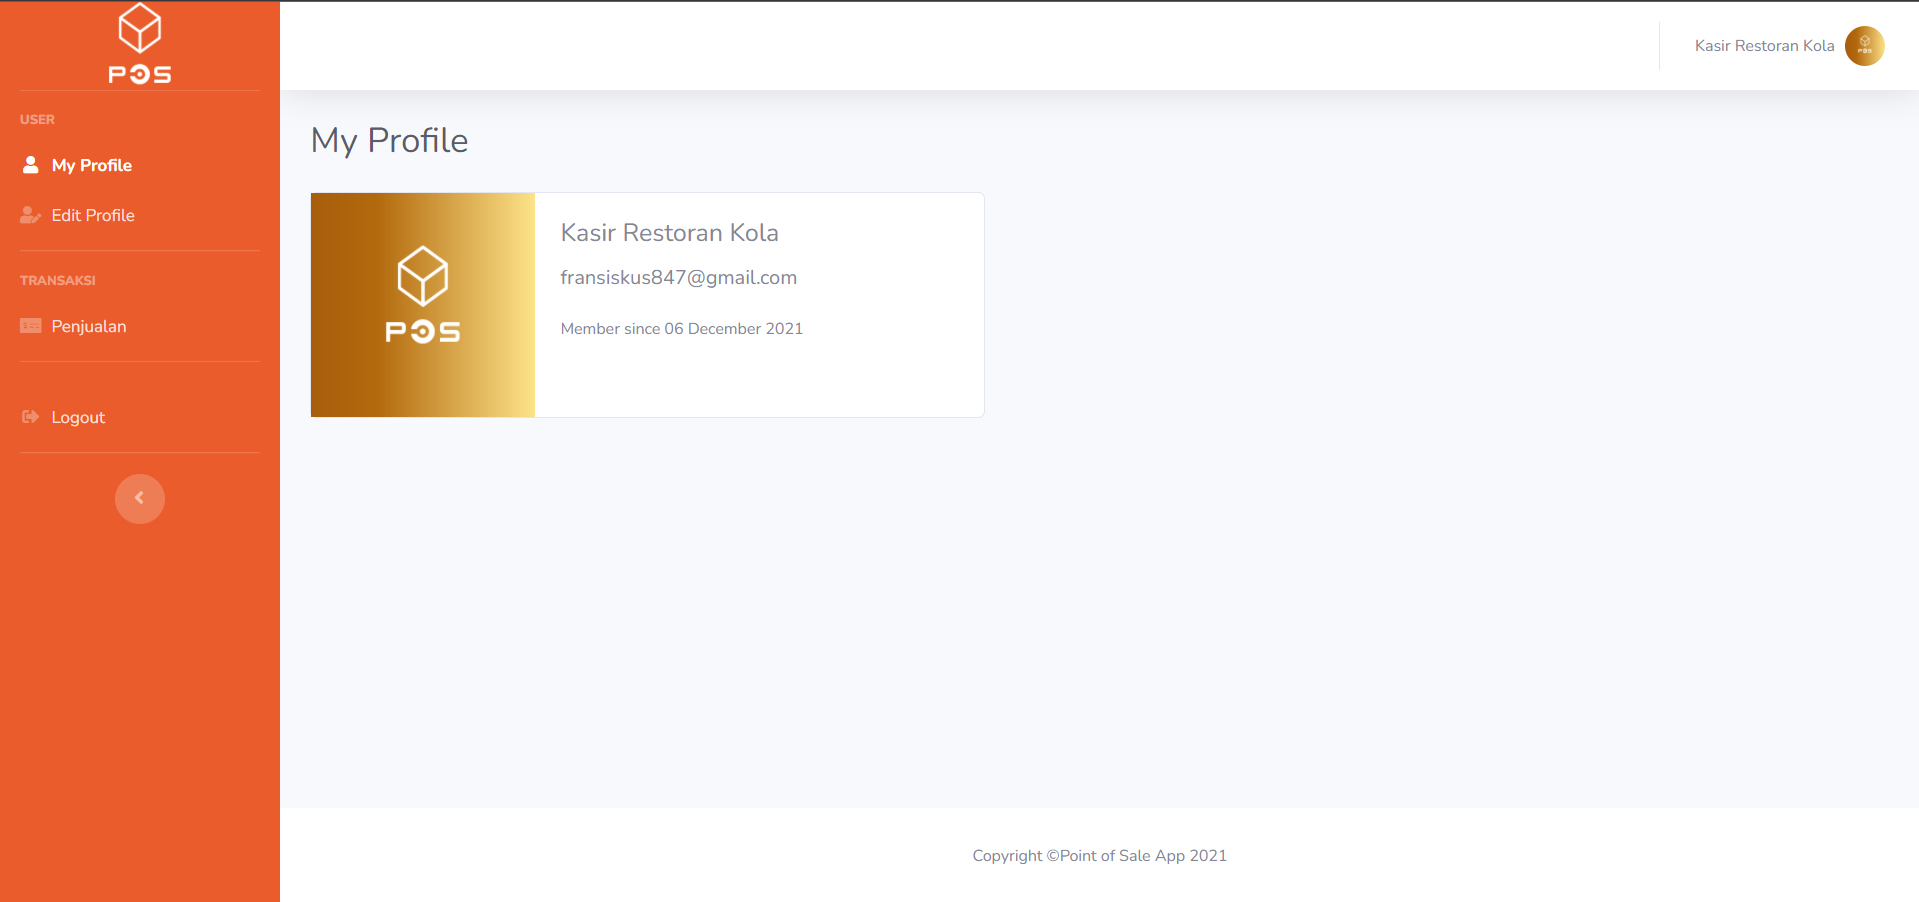 POS
Kasir Restoran Kola
POS
USER
My Profile
Edit Profile
TRANSAKSI
Penjualan
Logout
My Profile
POS
Kasir Restoran Kola
fransiskus847@gmail.com
Member since 06 December 2021
Copyright ©Point of Sale App 2021